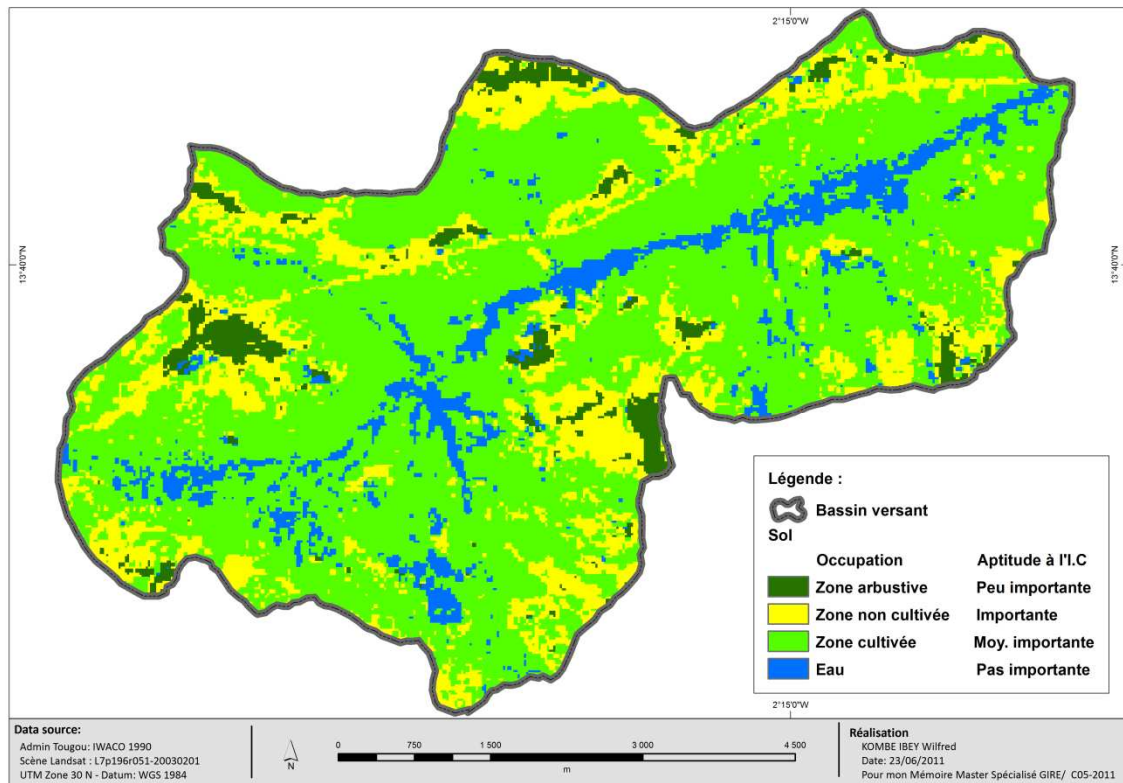 2°15'0"W
13°40'0"N
13°40'0"N
Légende :
Bassin versant
Sol
Occupation Aptitude à l'I.C
Zone arbustive Peu importante
Zone non cultivée Importante
Zone cultivée Moy. importante
Eau Pas importante
2°15'0"W
Data source:
Admin Tougou: IWACO 1990
Scène Landsat : L7p196r051-20030201
UTM Zone 30 N - Datum: WGS 1984
N
0 750 1 500 3 000 4 500
m
Réalisation
KOMBE IBEY Wilfred
Date: 23/06/2011
Pour mon Mémoire Master Spécialisé GIRE/ C05-2011